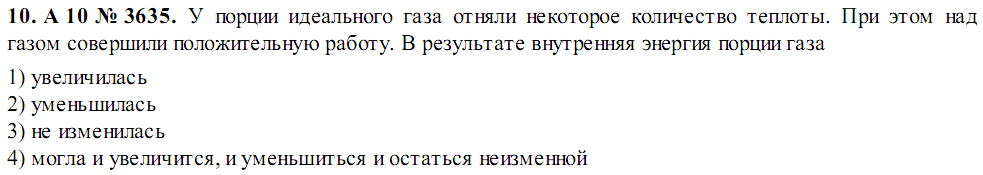 10. А 10 № 3635. У порции идеального газа отняли некоторое количество теплоты. При этом над
газом совершили положительную работу. В результате внутренняя энергия порции газа
1) увеличилась
2) уменьшилась
3) не изменилась
4) могла и увеличится, и уменьшиться и остаться неизменной